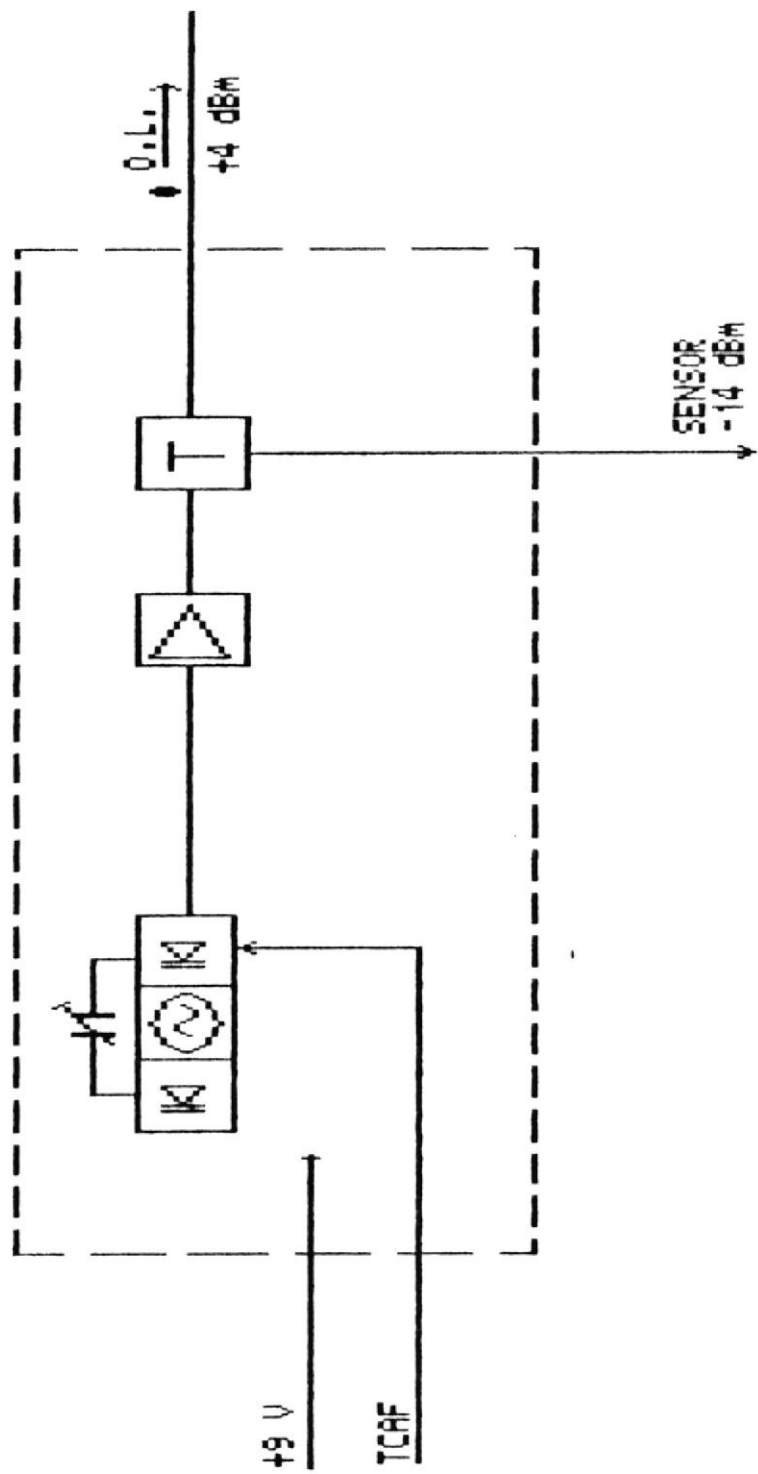 +9 V
TCAF
O.L.
+4 dBm
T
SENSOR
-14 dBm